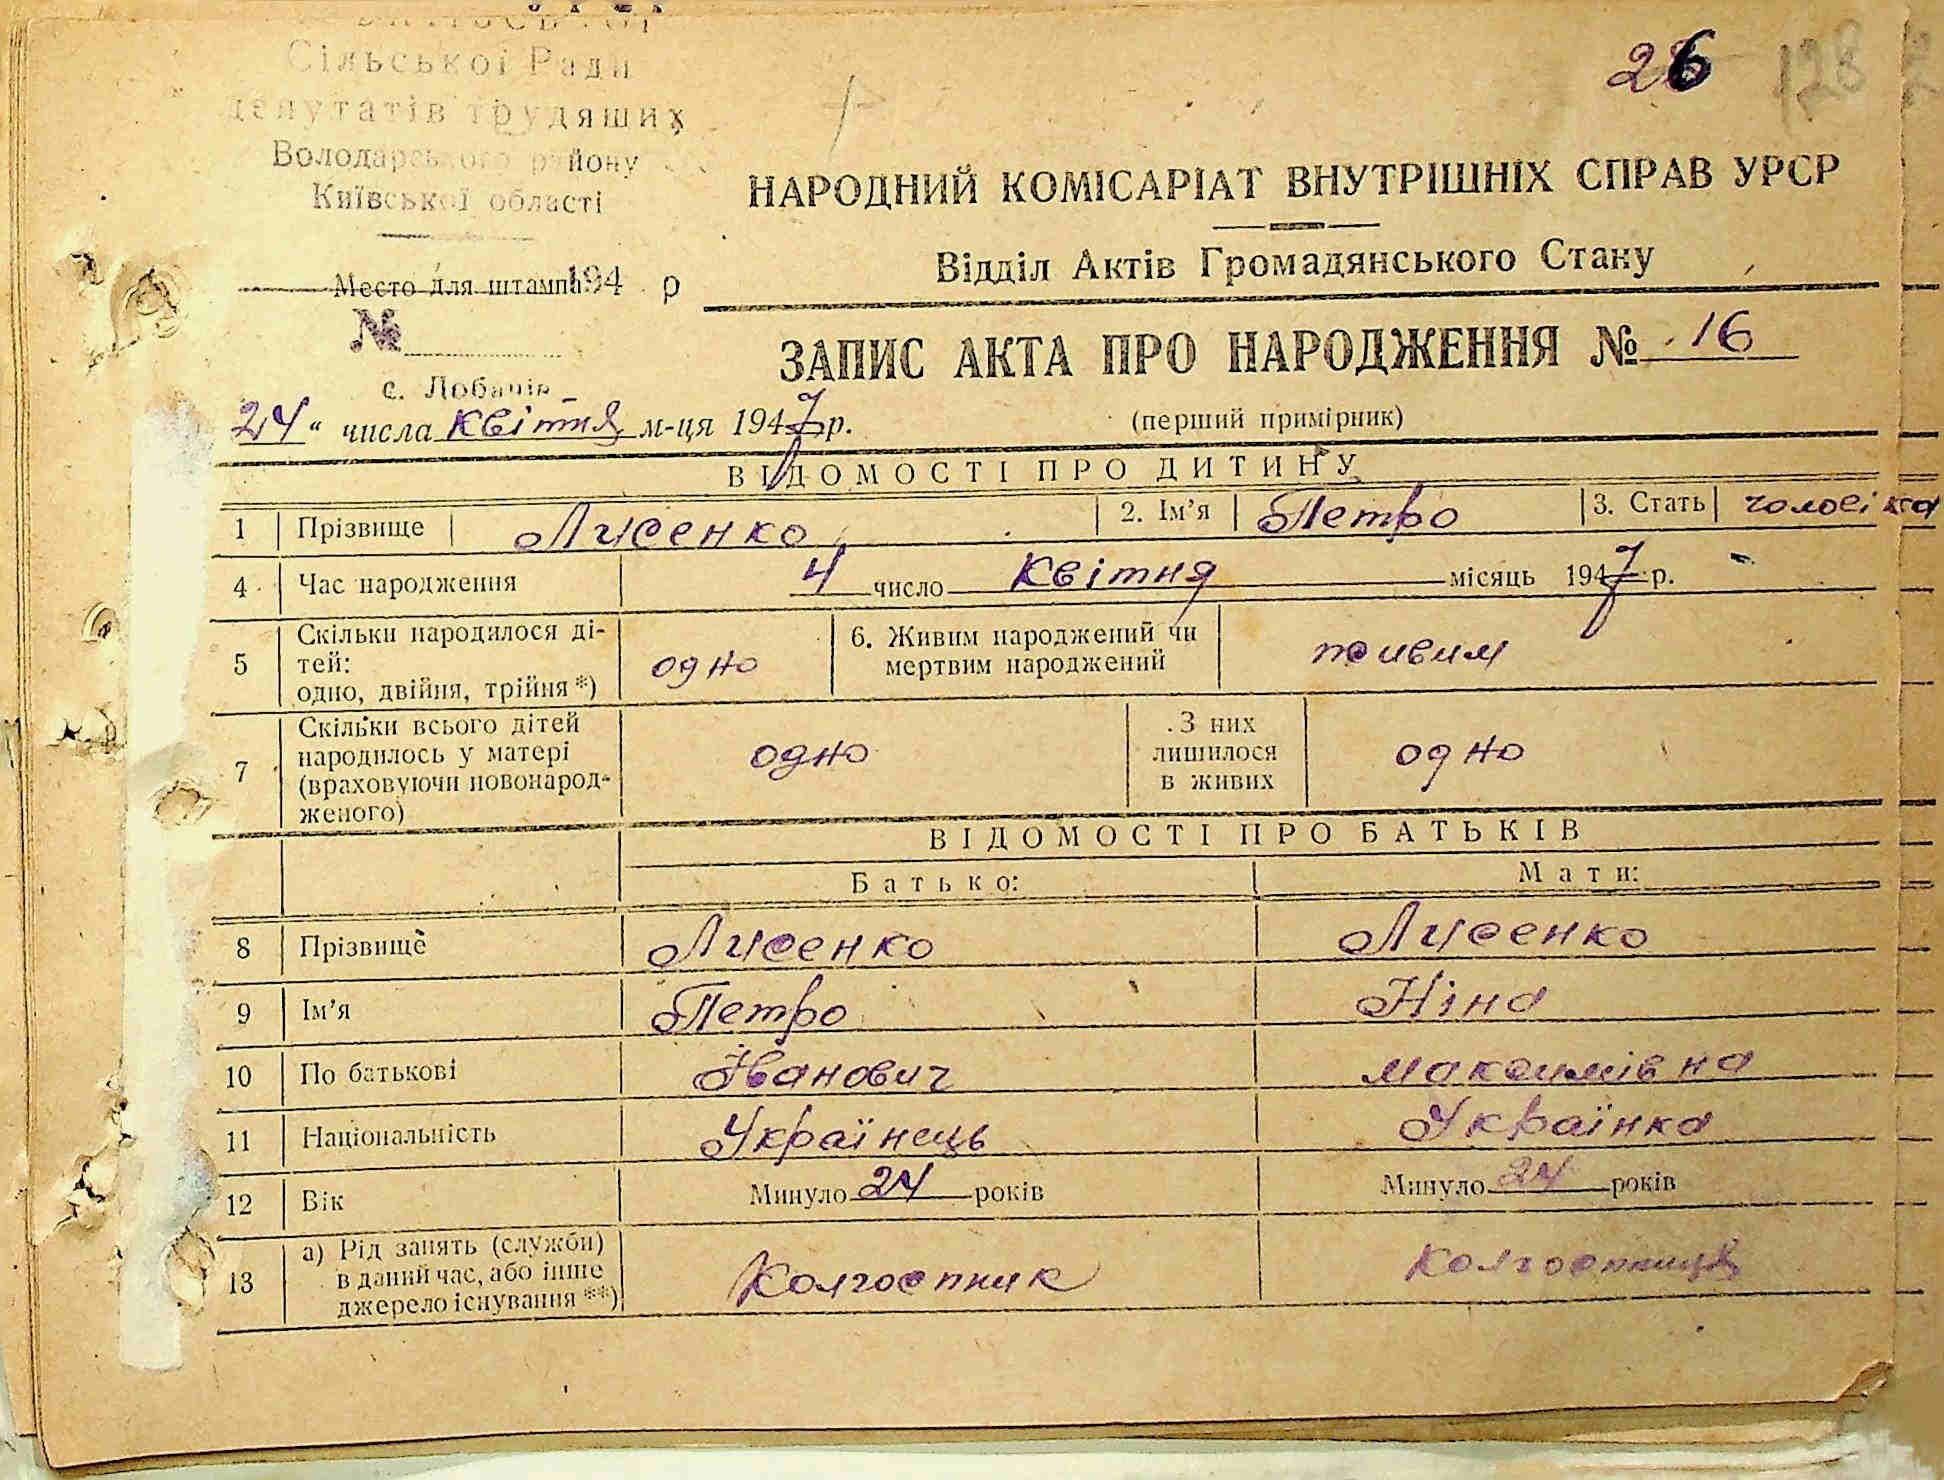 26 128
Сільської Ради
депутатів трудящих
Володарського району
Київської області
Место для штампа 194 р
№
с. Лобачів
НАРОДНИЙ КОМІСАРІАТ ВНУТРІШНІХ СПРАВ УРСР
Відділ Актів Громадянського Стану
ЗАПИС АКТА ПРО НАРОДЖЕННЯ № 16
(перший примірник)
24 " числа квітня м-ця 1947 р.
ВІДОМОСТІ ПРО ДИТИНУ
1 Прізвище Лисенко 2. Ім'я Петро 3. Стать чоловіча
4 Час народження 4 число квітня місяць 1947 р.
5 Скільки народилося ді-
тей:
одно, двійня, трійня *) одно 6. Живим народжений чи
мертвим народжений живим
7 Скільки всього дітей
народилось у матері
(враховуючи новонарод-
женого) одно З них
лишилося
в живих одно
ВІДОМОСТІ ПРО БАТЬКІВ
Батько: Мати:
8 Прізвище Лисенко Лисенко
9 Ім'я Петро Ніна
10 По батькові Іванович Максимівна
11 Національність Українець Українка
12 Вік Минуло 24 років Минуло 24 років
13 а) Рід занять (служби)
в даний час, або інше
джерело існування **) Колгоспник Колгоспниця